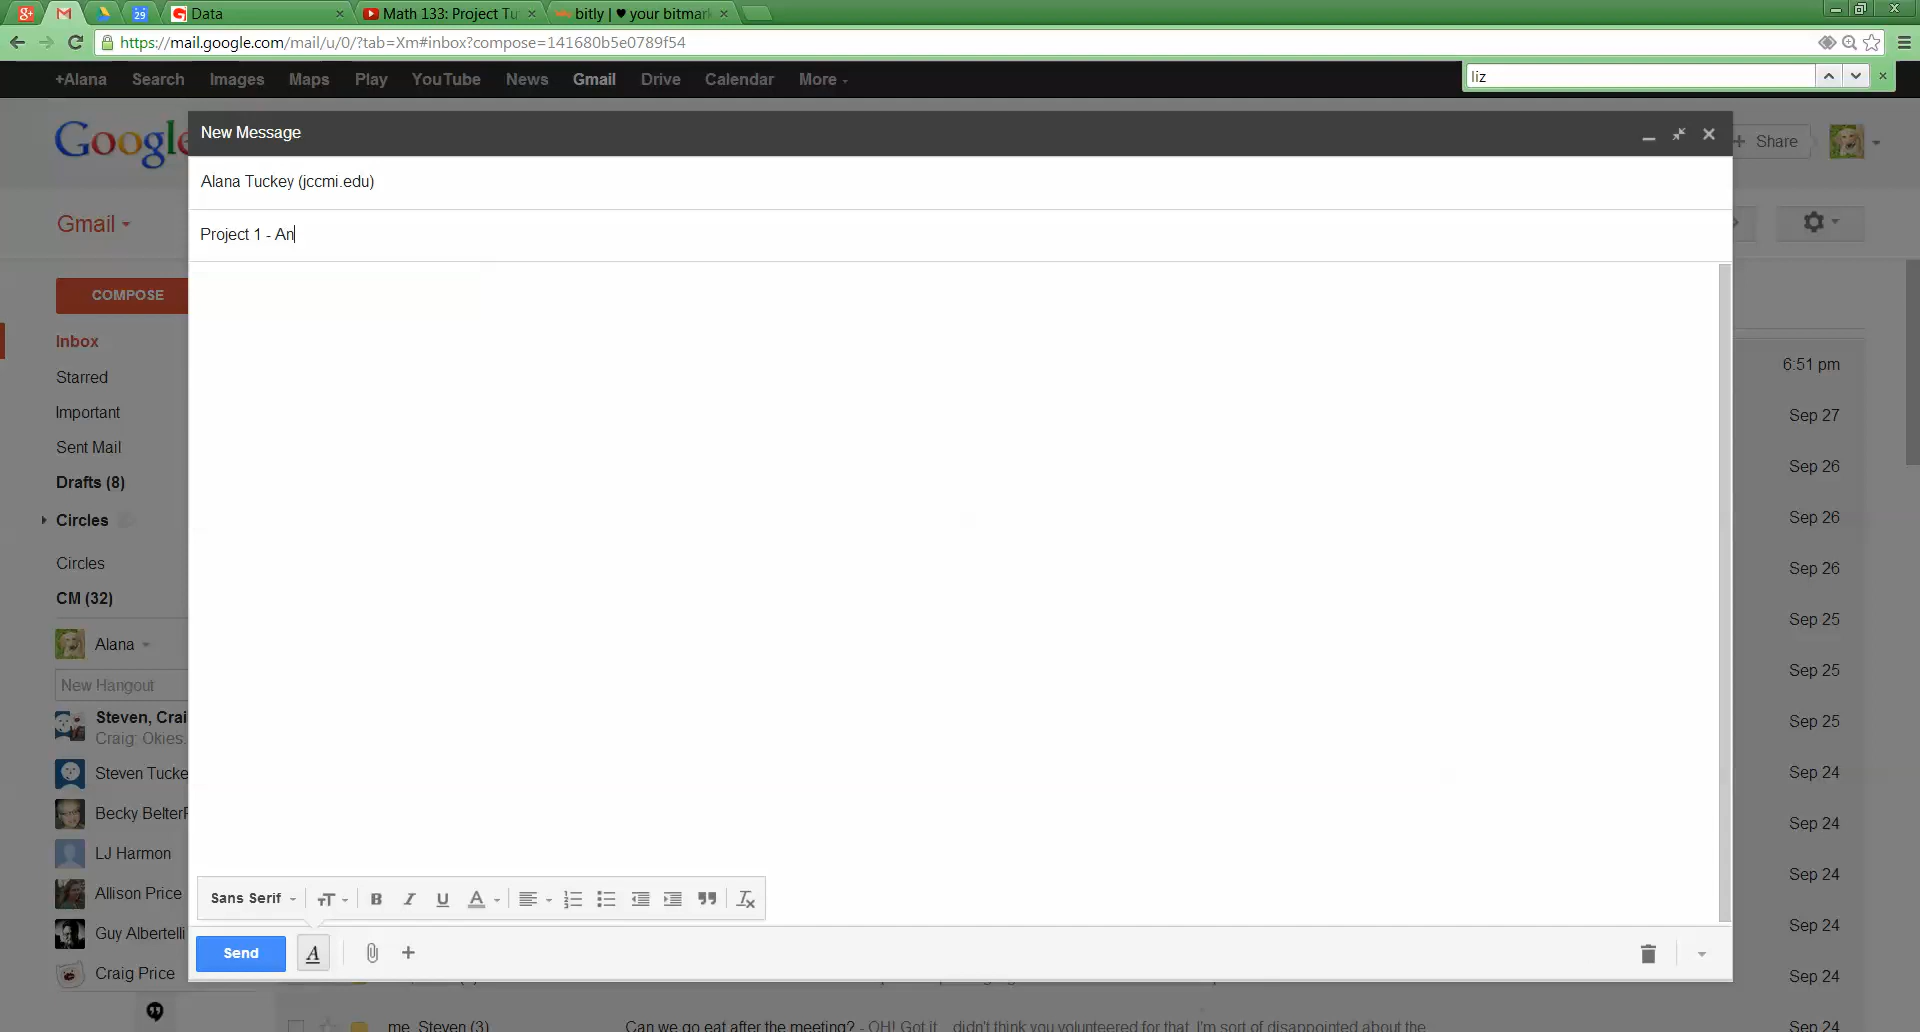 Data
Math 133: Project Tu
bitly | ♥ your bitmark
https://mail.google.com/mail/u/0/?tab=Xm#inbox?compose=141680b5e0789f54
+Alana Search Images Maps Play YouTube News Gmail Drive Calendar More
liz
Google
New Message
Share
Alana Tuckey (jccmi.edu)
Gmail
Project 1 - An
COMPOSE
Inbox
Starred
Important
Sent Mail
Drafts (8)
Circles
Circles
CM (32)
Alana
New Hangout
Steven, Crai
Craig: Okies.
Steven Tucke
Becky Belter
LJ Harmon
Allison Price
Guy Albertelli
Craig Price
6:51 pm
Sep 27
Sep 26
Sep 26
Sep 26
Sep 25
Sep 25
Sep 25
Sep 24
Sep 24
Sep 24
Sep 24
Sep 24
Sep 24
Sans Serif
Send
me, Steven (3) Can we go eat after the meeting? - OH! Got it... didn't think you volunteered for that. I'm sort of disappointed about the